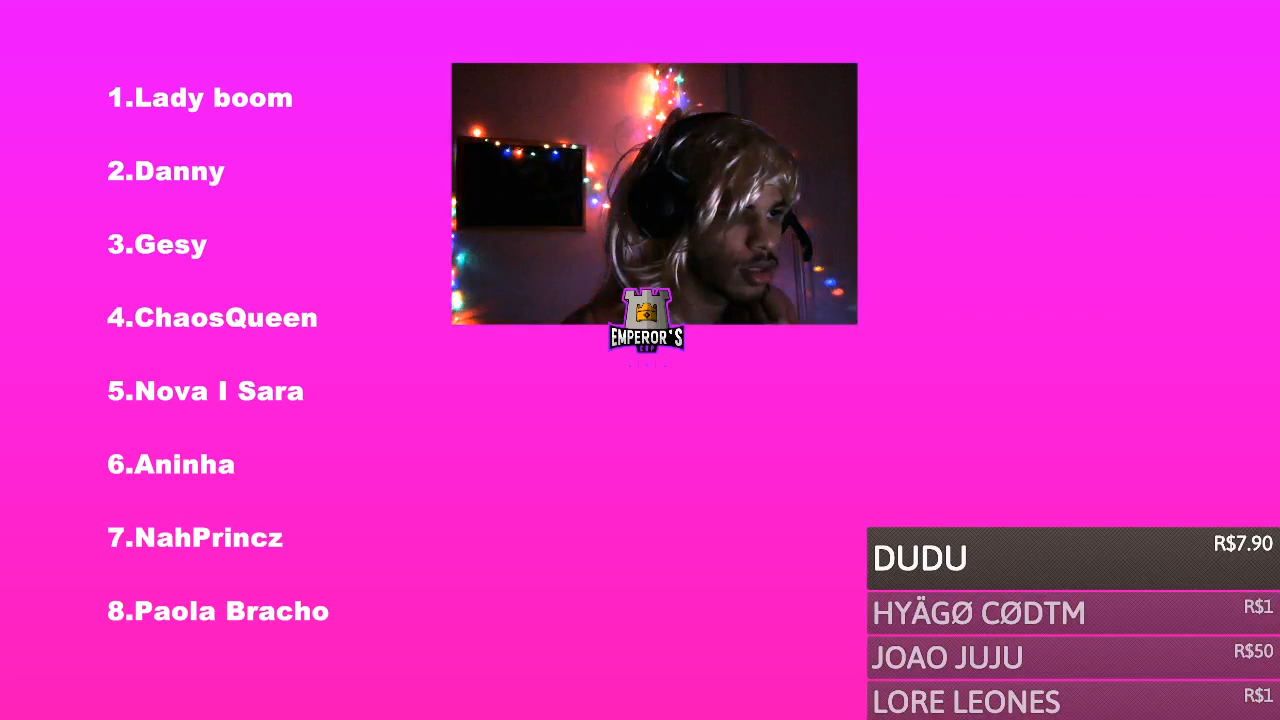 1.Lady boom
2.Danny
3.Gesy
4.ChaosQueen
5.Nova I Sara
6.Aninha
7.NahPrincz
8.Paola Bracho
EMPEROR'S
CUP
DUDU R$7.90
HYÄGØ CØDTM R$1
JOAO JUJU R$50
LORE LEONES R$1